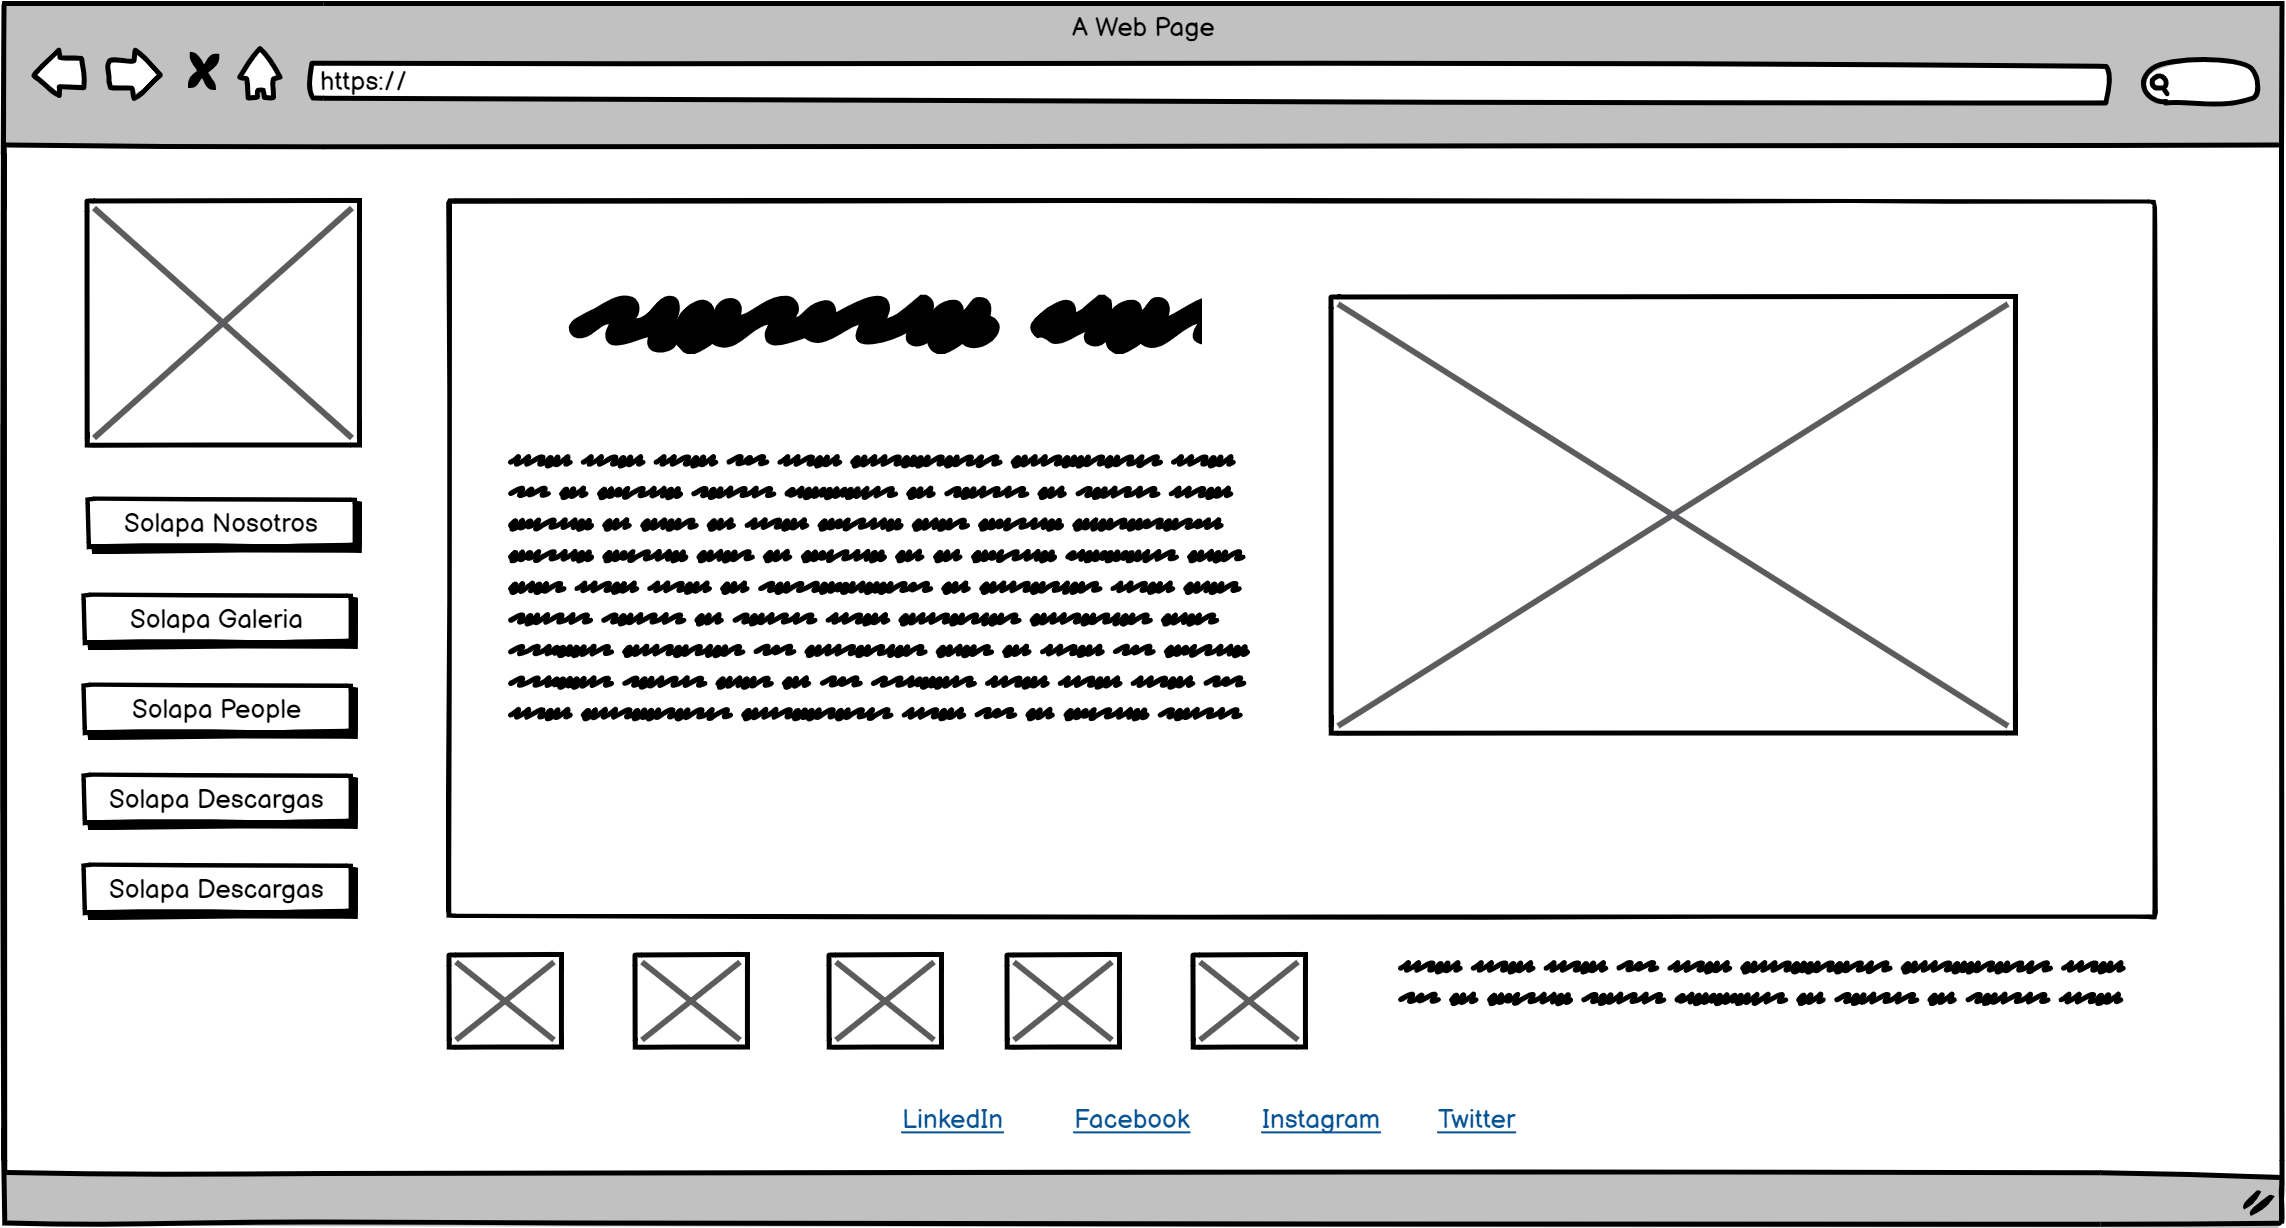 A Web Page
https://
Solapa Nosotros
Solapa Galeria
Solapa People
Solapa Descargas
Solapa Descargas
LinkedIn Facebook Instagram Twitter